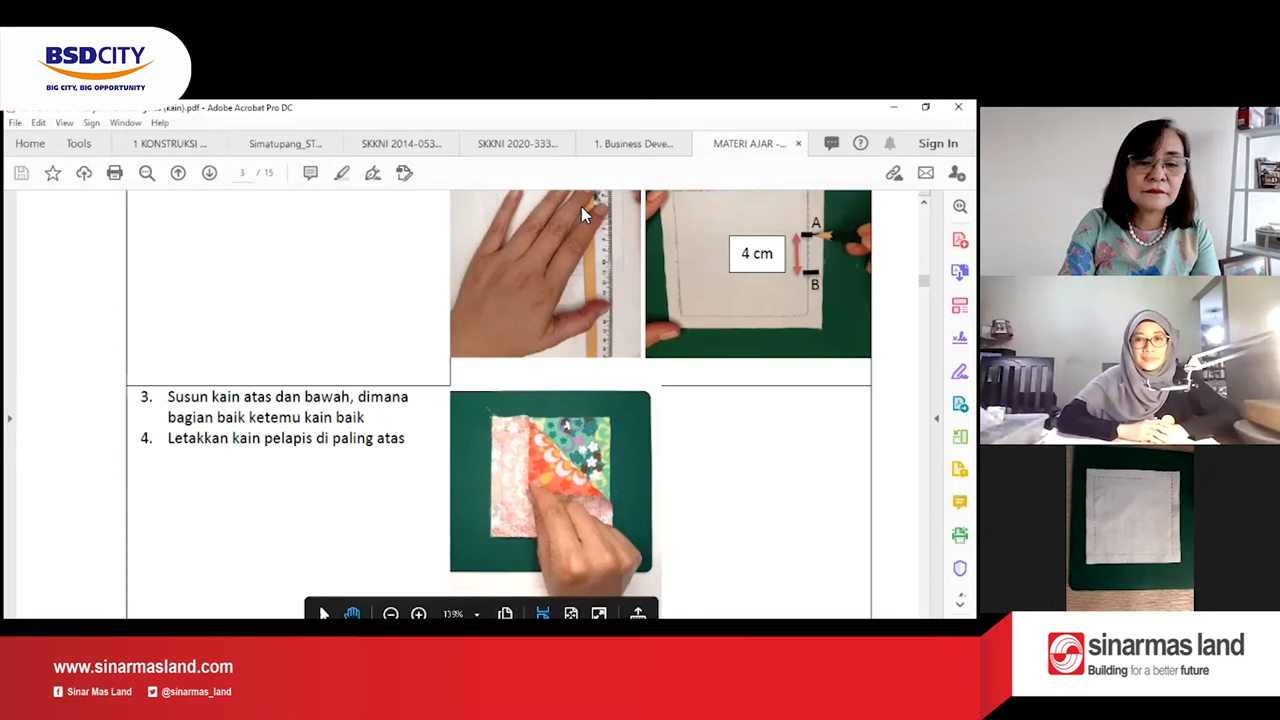 BSDCITY
BIG CITY, BIG OPPORTUNITY
(kain).pdf - Adobe Acrobat Pro DC
File Edit View Sign Window Help
Home Tools 1 KONSTRUKSI ... Simatupang_ST... SKKNI 2014-053... SKKNI 2020-333... 1. Business Deve... MATERI AJAR -... × Sign In
3 / 15
A
4 cm
B
3. Susun kain atas dan bawah, dimana
bagian baik ketemu kain baik
4. Letakkan kain pelapis di paling atas
139%
www.sinarmasland.com
Sinar Mas Land @sinarmas_land
sinarmas land
Building for a better future